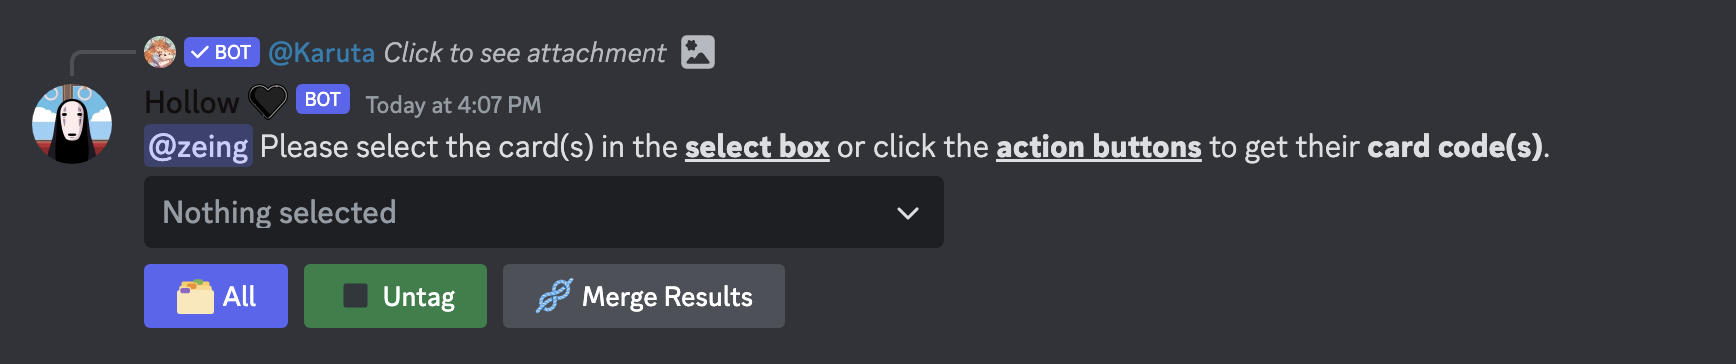 BOT @Karuta Click to see attachment
Hollow 🖤 BOT Today at 4:07 PM
@zeing Please select the card(s) in the select box or click the action buttons to get their card code(s).
Nothing selected
All Untag Merge Results